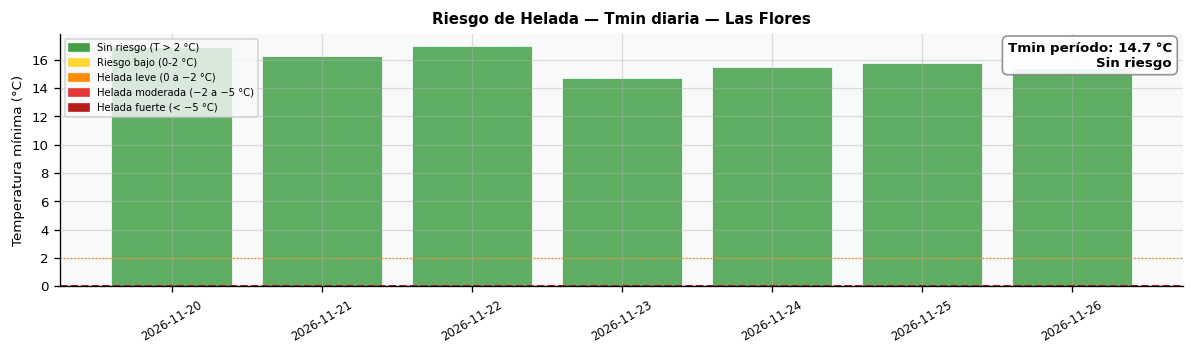 Riesgo de Helada — Tmin diaria — Las Flores
Temperatura mínima (°C)
16
14
12
10
8
6
4
2
0
Sin riesgo (T > 2 °C)
Riesgo bajo (0-2 °C)
Helada leve (0 a −2 °C)
Helada moderada (−2 a −5 °C)
Helada fuerte (< −5 °C)
Tmin período: 14.7 °C
Sin riesgo
2026-11-20
2026-11-21
2026-11-22
2026-11-23
2026-11-24
2026-11-25
2026-11-26